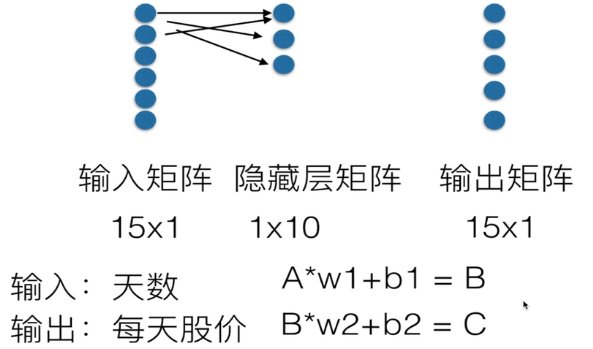 输入矩阵 隐藏层矩阵 输出矩阵
15x1 1x10 15x1
输入：天数 A*w1+b1 = B
输出：每天股价 B*w2+b2 = C